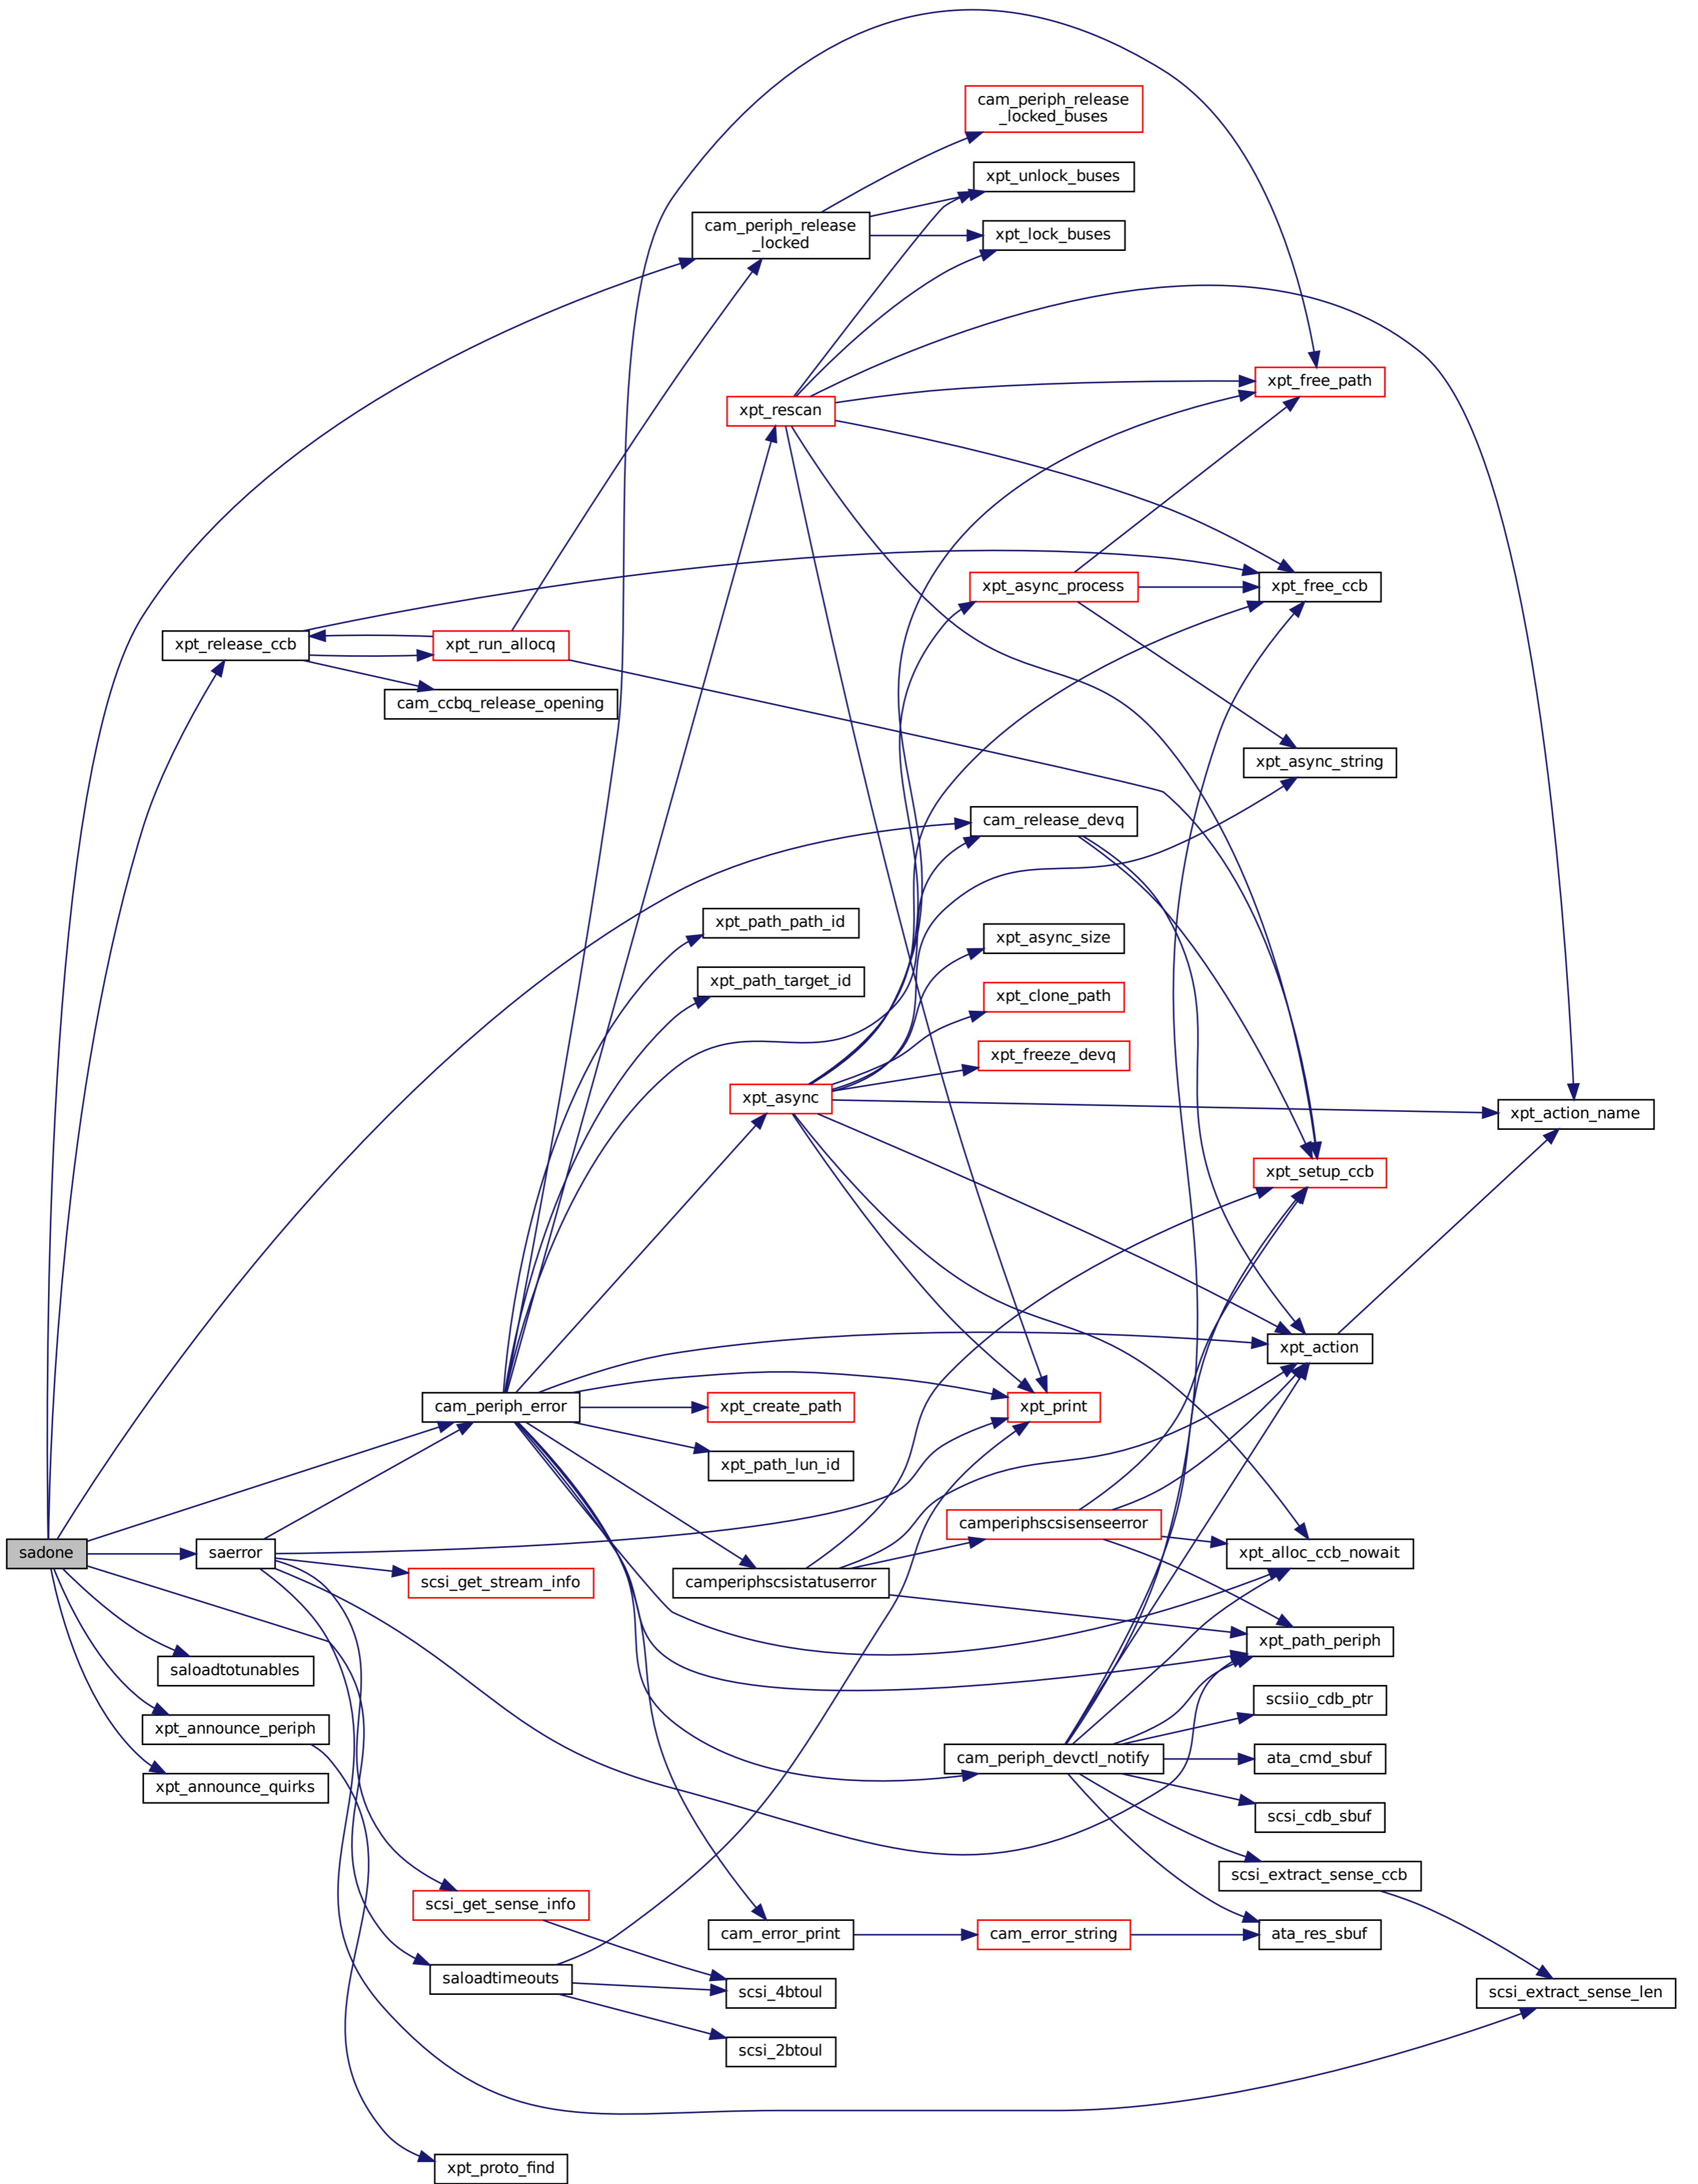 cam_periph_release
_locked_buses
xpt_unlock_buses
cam_periph_release
_locked
xpt_lock_buses
xpt_free_path
xpt_rescan
xpt_async_process
xpt_free_ccb
xpt_release_ccb
xpt_run_allocq
cam_ccbq_release_opening
xpt_async_string
cam_release_devq
xpt_path_path_id
xpt_async_size
xpt_path_target_id
xpt_clone_path
xpt_freeze_devq
xpt_async
xpt_action_name
xpt_setup_ccb
xpt_action
cam_periph_error
xpt_create_path
xpt_print
xpt_path_lun_id
camperiphscsisenseerror
sadone
saerror
xpt_alloc_ccb_nowait
scsi_get_stream_info
camperiphscsistatuserror
xpt_path_periph
saloadtotunables
scsiio_cdb_ptr
xpt_announce_periph
cam_periph_devctl_notify
ata_cmd_sbuf
xpt_announce_quirks
scsi_cdb_sbuf
scsi_extract_sense_ccb
scsi_get_sense_info
cam_error_print
cam_error_string
ata_res_sbuf
saloadtimeouts
scsi_4btoul
scsi_extract_sense_len
scsi_2btoul
xpt_proto_find